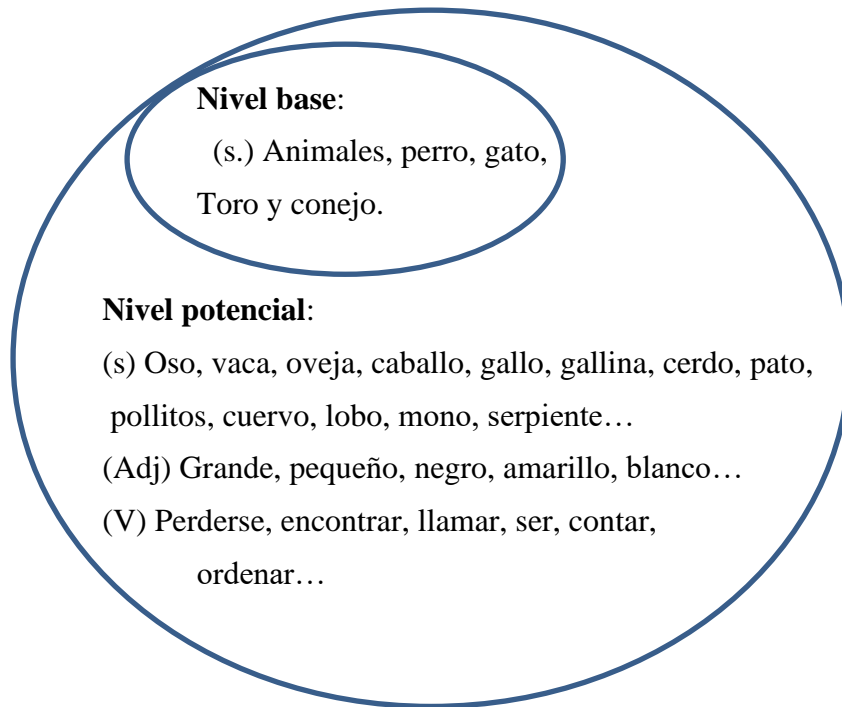 Nivel base:
(s.) Animales, perro, gato,
Toro y conejo.
Nivel potencial:
(s) Oso, vaca, oveja, caballo, gallo, gallina, cerdo, pato,
pollitos, cuervo, lobo, mono, serpiente…
(Adj) Grande, pequeño, negro, amarillo, blanco…
(V) Perderse, encontrar, llamar, ser, contar,
ordenar…